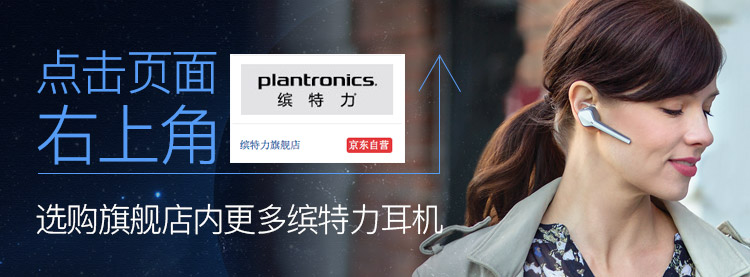 点击页面
右上角
plantronics.
缤特力
缤特力旗舰店 京东自营
选购旗舰店内更多缤特力耳机